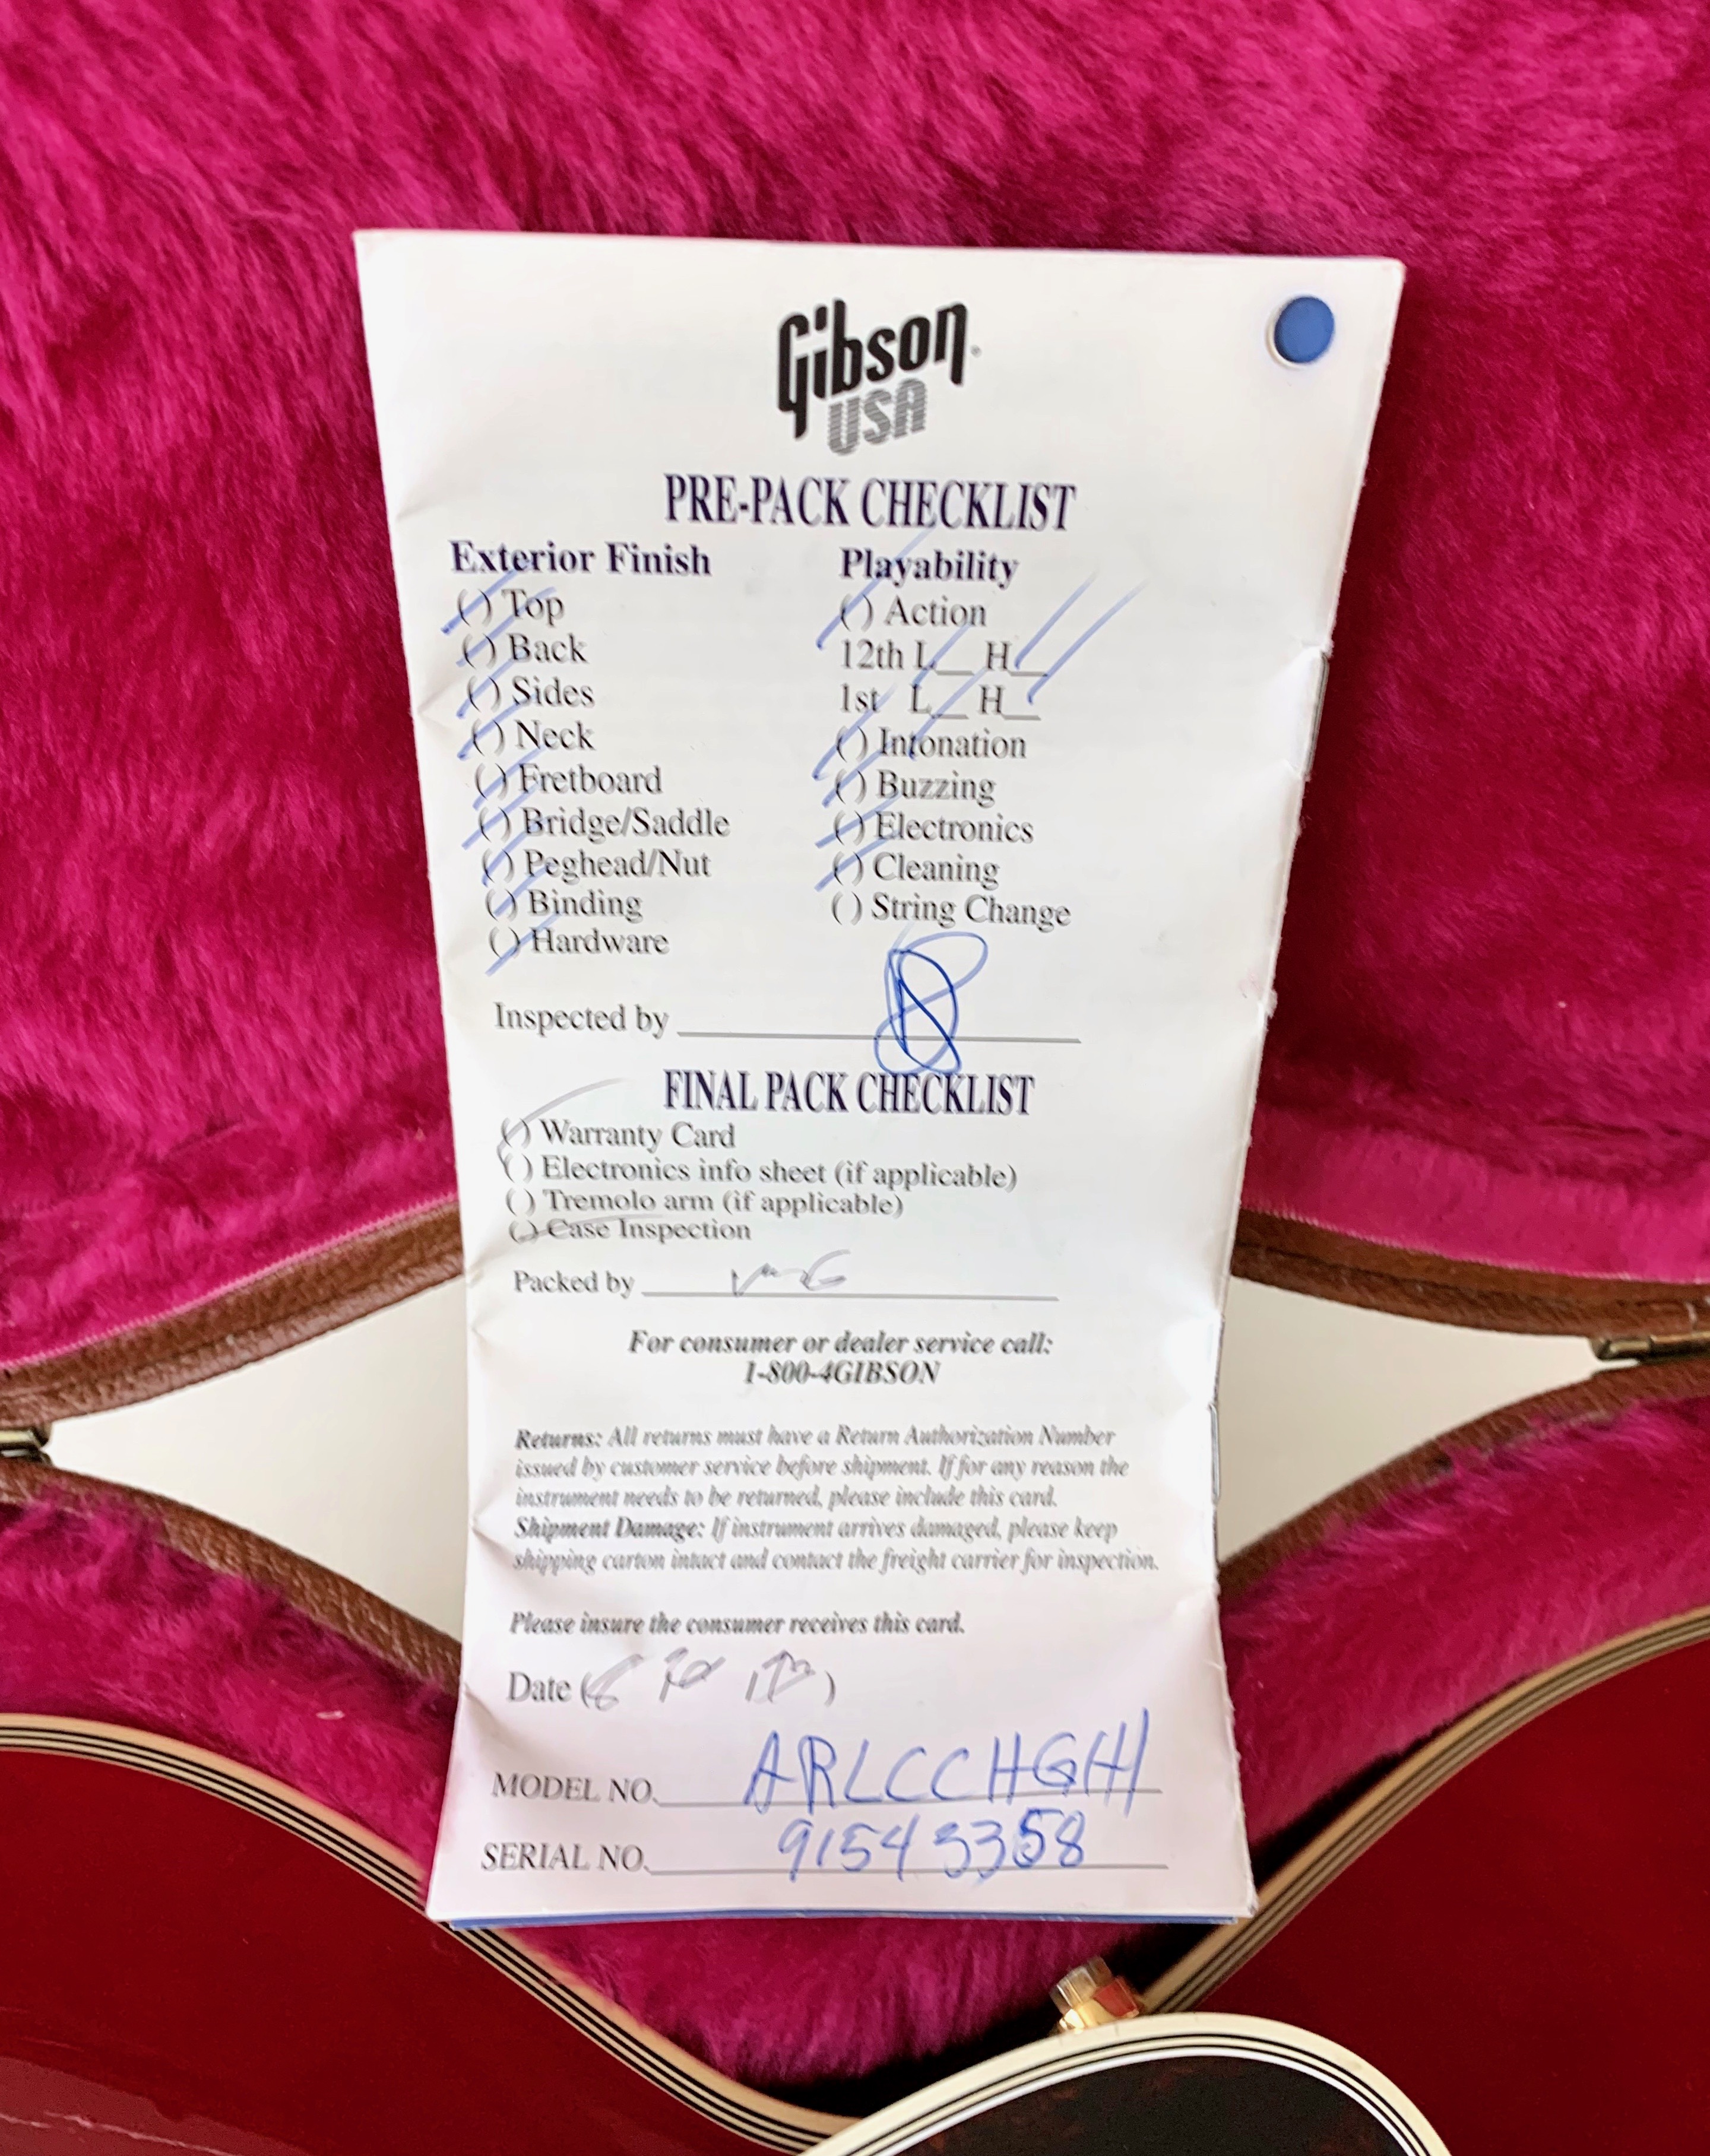 Gibson
USA
PRE-PACK CHECKLIST
Exterior Finish
( ) Top
( ) Back
( ) Sides
( ) Neck
( ) Fretboard
( ) Bridge/Saddle
( ) Peghead/Nut
( ) Binding
( ) Hardware
Playability
( ) Action
12th L__ H__
1st L__ H__
( ) Intonation
( ) Buzzing
( ) Electronics
( ) Cleaning
( ) String Change
Inspected by
FINAL PACK CHECKLIST
( ) Warranty Card
( ) Electronics info sheet (if applicable)
( ) Tremolo arm (if applicable)
( ) Case Inspection
Packed by
For consumer or dealer service call:
1-800-4GIBSON
Returns: All returns must have a Return Authorization Number
issued by customer service before shipment. If for any reason the
instrument needs to be returned, please include this card.
Shipment Damage: If instrument arrives damaged, please keep
shipping carton intact and contact the freight carrier for inspection.
Please insure the consumer receives this card.
Date ( )
MODEL NO. ARLCCHGH1
SERIAL NO. 91543358